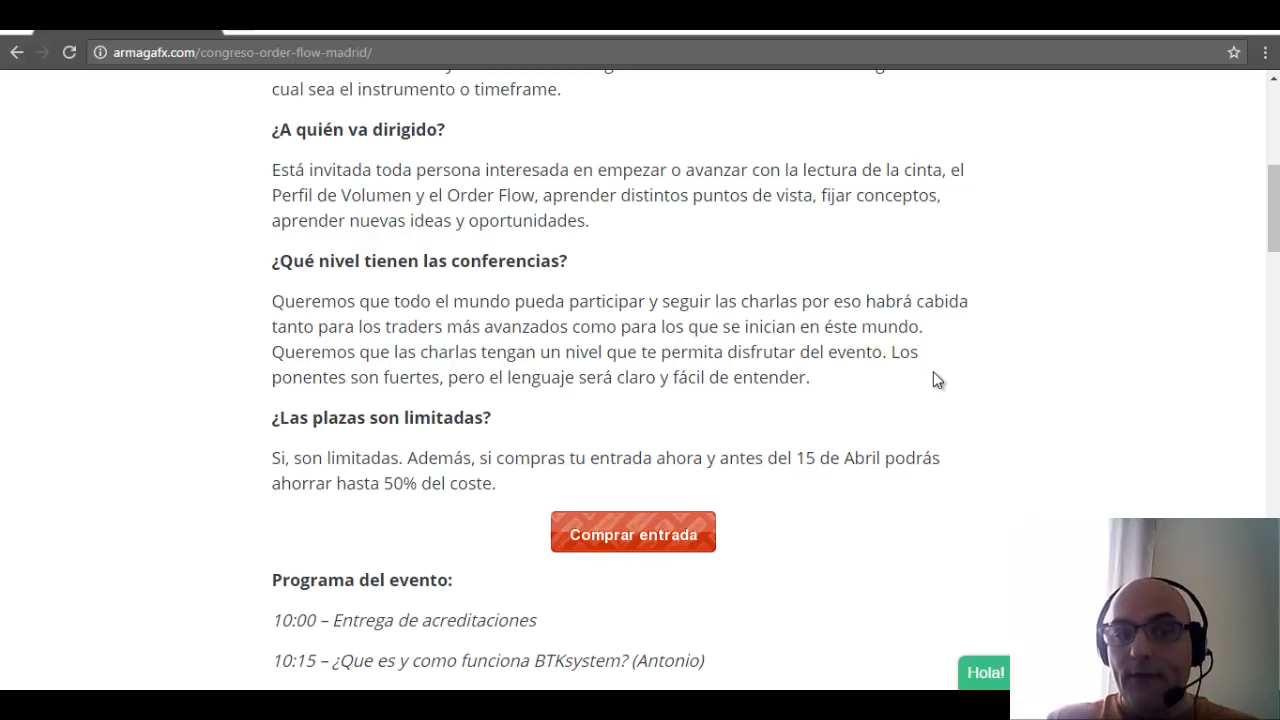 armagafx.com/congreso-order-flow-madrid/
cual sea el instrumento o timeframe.
¿A quién va dirigido?
Está invitada toda persona interesada en empezar o avanzar con la lectura de la cinta, el
Perfil de Volumen y el Order Flow, aprender distintos puntos de vista, fijar conceptos,
aprender nuevas ideas y oportunidades.
¿Qué nivel tienen las conferencias?
Queremos que todo el mundo pueda participar y seguir las charlas por eso habrá cabida
tanto para los traders más avanzados como para los que se inician en éste mundo.
Queremos que las charlas tengan un nivel que te permita disfrutar del evento. Los
ponentes son fuertes, pero el lenguaje será claro y fácil de entender.
¿Las plazas son limitadas?
Si, son limitadas. Además, si compras tu entrada ahora y antes del 15 de Abril podrás
ahorrar hasta 50% del coste.
Comprar entrada
Programa del evento:
10:00 – Entrega de acreditaciones
10:15 – ¿Que es y como funciona BTKsystem? (Antonio)
Hola!